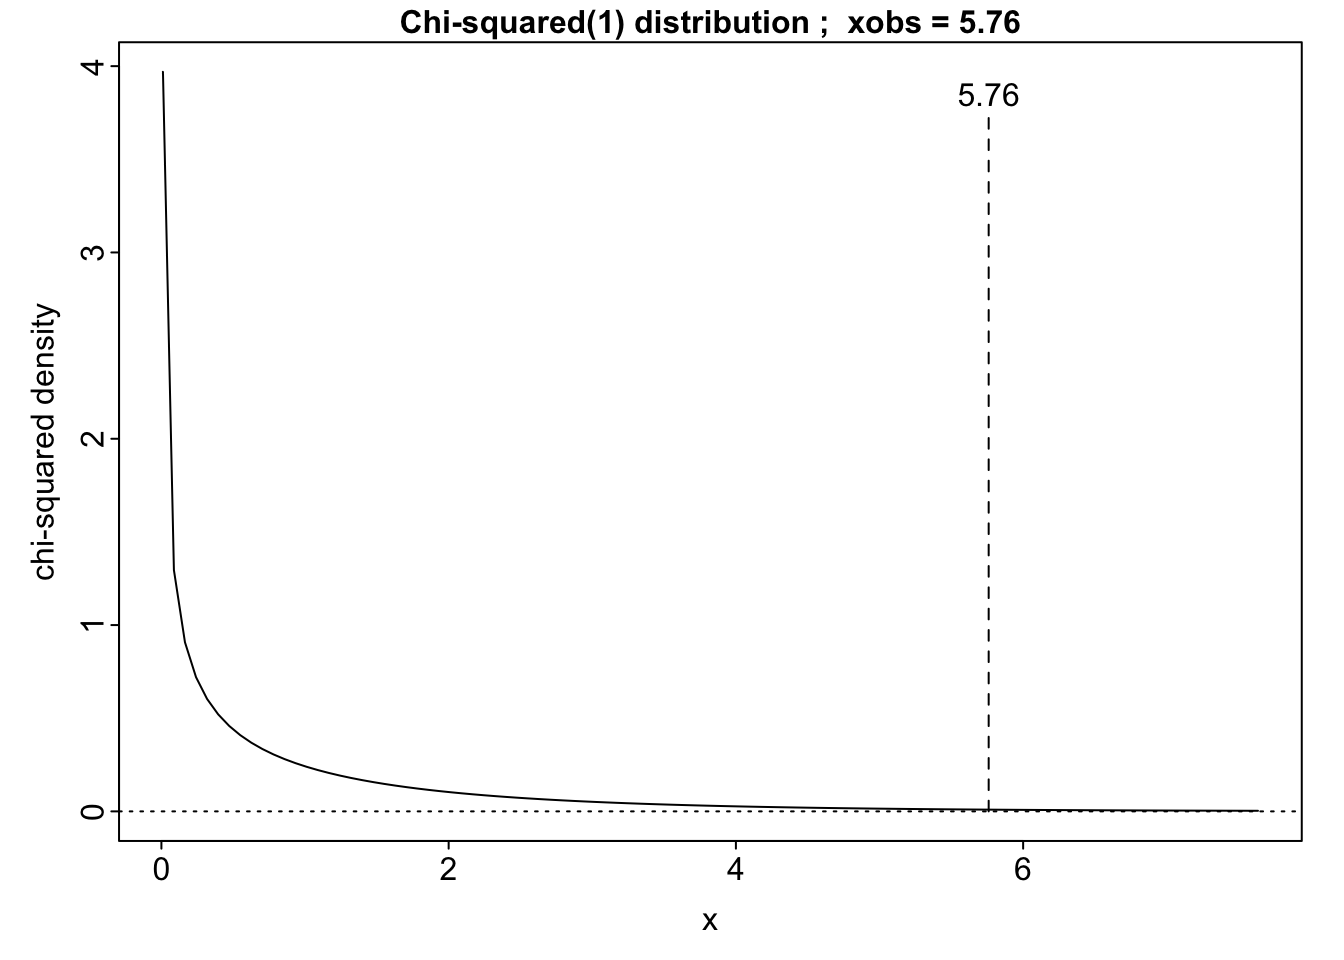 Chi-squared(1) distribution ;  xobs = 5.76
chi-squared density
4
3
2
1
0
5.76
0 2 4 6
x